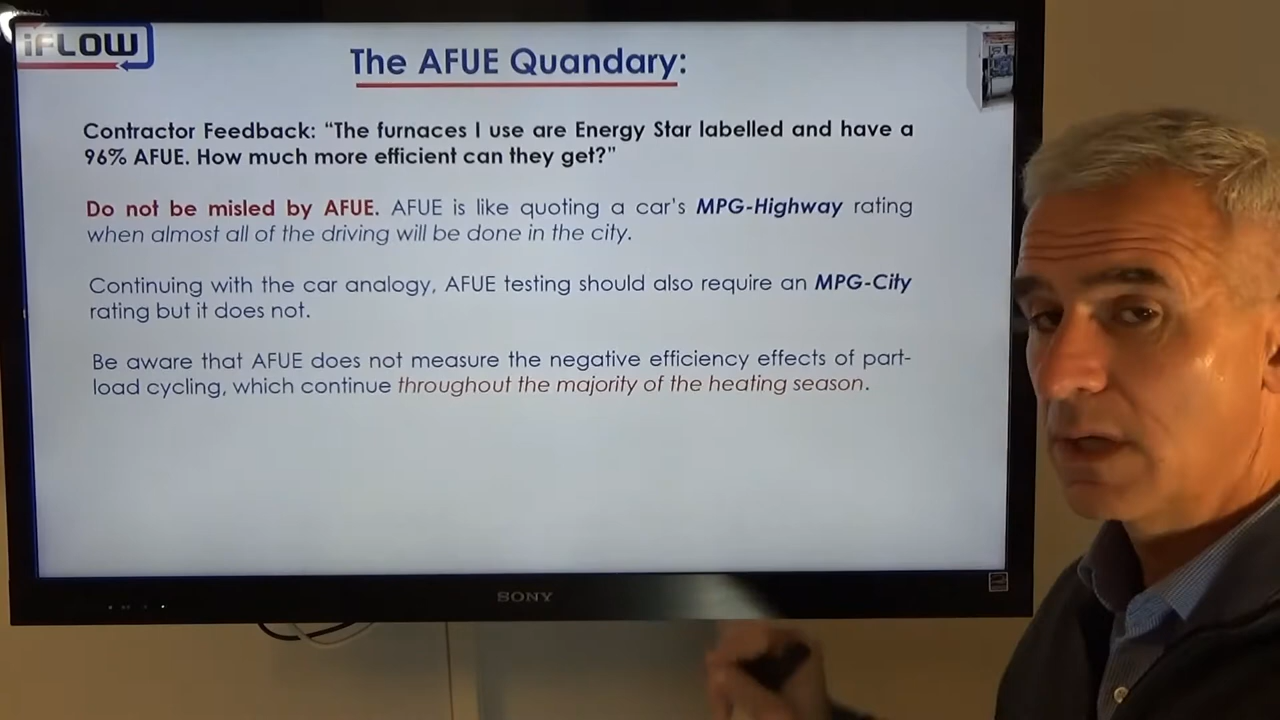 iFLOW
The AFUE Quandary:
Contractor Feedback: “The furnaces I use are Energy Star labelled and have a
96% AFUE. How much more efficient can they get?”
Do not be misled by AFUE. AFUE is like quoting a car’s MPG-Highway rating
when almost all of the driving will be done in the city.
Continuing with the car analogy, AFUE testing should also require an MPG-City
rating but it does not.
Be aware that AFUE does not measure the negative efficiency effects of part-
load cycling, which continue throughout the majority of the heating season.
SONY